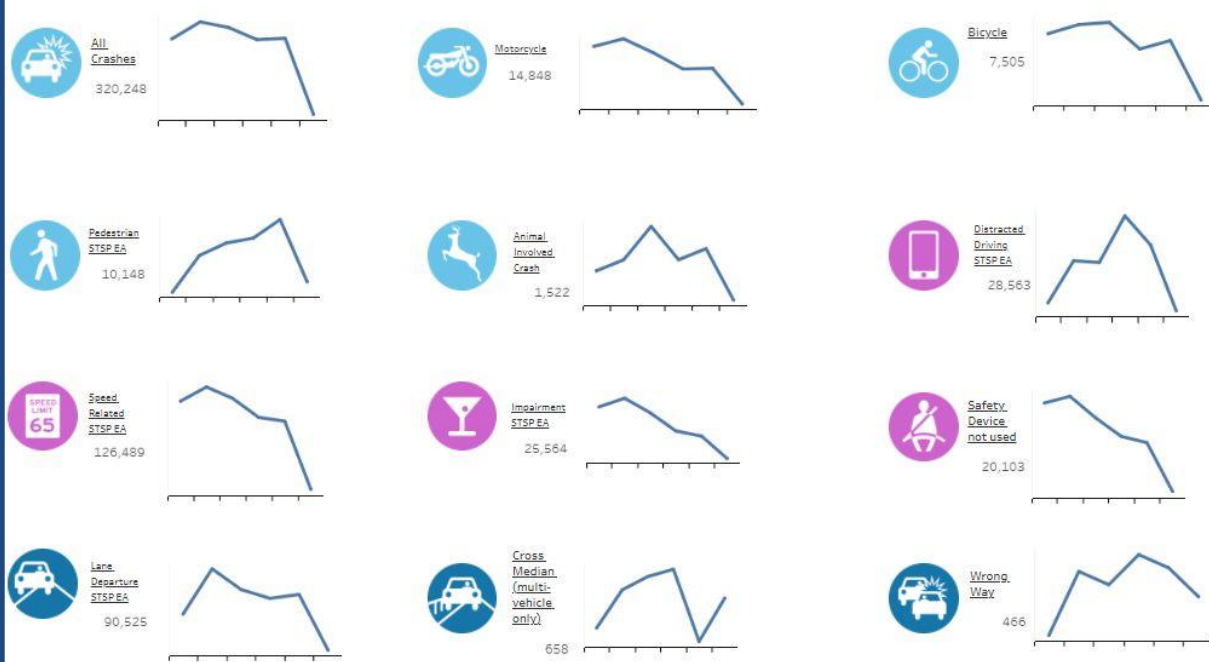 All
Crashes
320,248
Motorcycle
14,848
Bicycle
7,505
Pedestrian
STSP EA
10,148
Animal
Involved
Crash
1,522
Distracted
Driving
STSP EA
28,563
SPEED
LIMIT
65
Speed
Related
STSP EA
126,489
Impairment
STSP EA
25,564
Safety
Device
not used
20,103
Lane
Departure
STSP EA
90,525
Cross
Median
(multi-
vehicle
only)
658
Wrong
Way
466